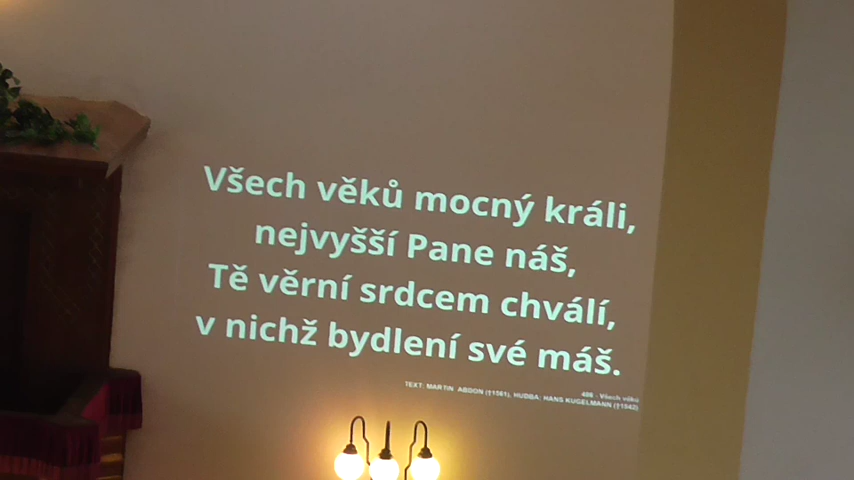 Všech věků mocný králi,
nejvyšší Pane náš,
Tě věrní srdcem chválí,
v nichž bydlení své máš.
488 - Všech věků
TEXT: MARTIN ABDON (†1561), HUDBA: HANS KUGELMANN (†1542)